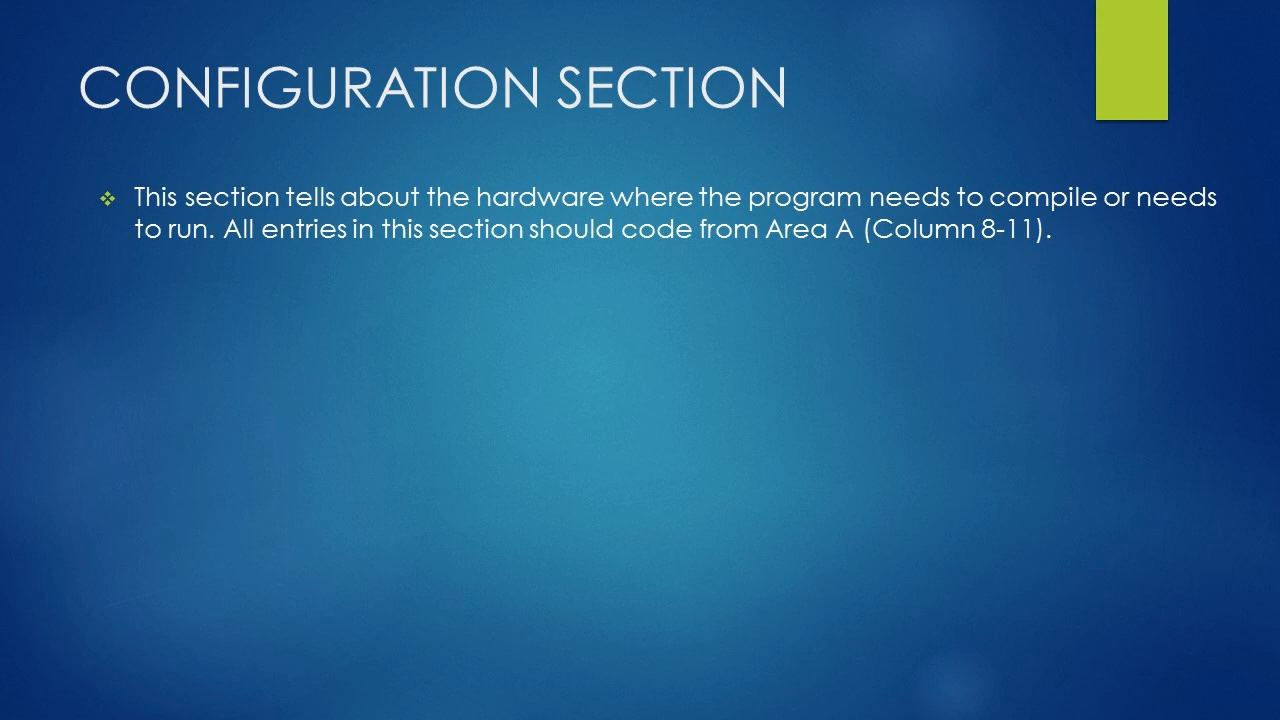 CONFIGURATION SECTION
This section tells about the hardware where the program needs to compile or needs
to run. All entries in this section should code from Area A (Column 8-11).